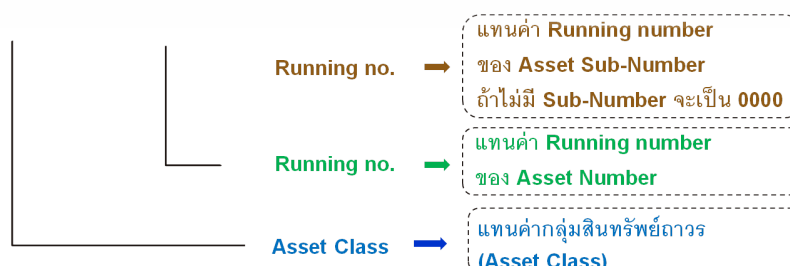 แทนค่า Running number
Running no.
ของ Asset Sub-Number
ถ้าไม่มี Sub-Number จะเป็น 0000
แทนค่า Running number
Running no.
ของ Asset Number
แทนค่ากลุ่มสินทรัพย์ถาวร
Asset Class
(Asset Class)